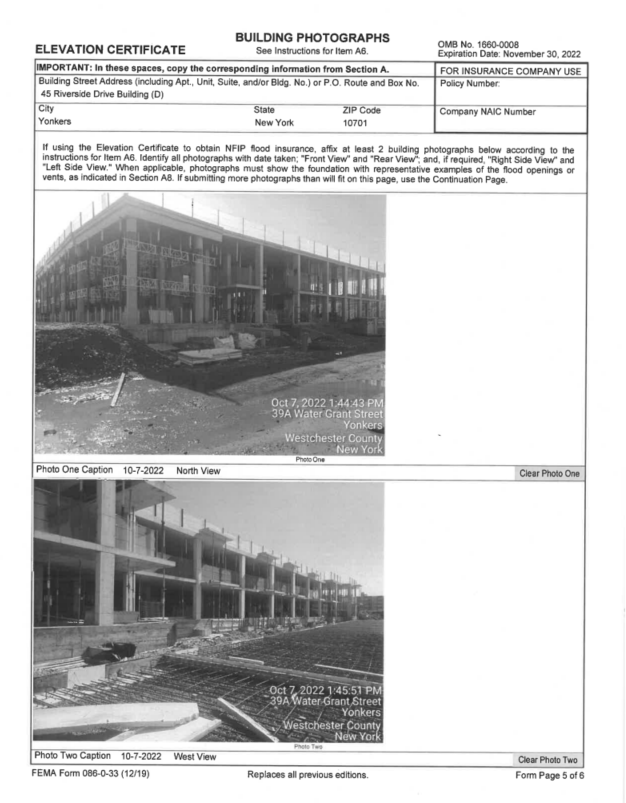 BUILDING PHOTOGRAPHS
ELEVATION CERTIFICATE
See Instructions for Item A6.
OMB No. 1660-0008
Expiration Date: November 30, 2022
IMPORTANT: In these spaces, copy the corresponding information from Section A.
FOR INSURANCE COMPANY USE
Building Street Address (including Apt., Unit, Suite, and/or Bldg. No.) or P.O. Route and Box No.
45 Riverside Drive Building (D)
Policy Number:
City
Yonkers
State
New York
ZIP Code
10701
Company NAIC Number
If using the Elevation Certificate to obtain NFIP flood insurance, affix at least 2 building photographs below according to the
instructions for Item A6. Identify all photographs with date taken; "Front View" and "Rear View"; and, if required, "Right Side View" and
"Left Side View." When applicable, photographs must show the foundation with representative examples of the flood openings or
vents, as indicated in Section A8. If submitting more photographs than will fit on this page, use the Continuation Page.
Oct 7, 2022 1:44:43 PM
39A Water Grant Street
Yonkers
Westchester County
New York
Photo One
Photo One Caption 10-7-2022 North View
Clear Photo One
Oct 7, 2022 1:45:51 PM
39A Water Grant Street
Yonkers
Westchester County
New York
Photo Two
Photo Two Caption 10-7-2022 West View
Clear Photo Two
FEMA Form 086-0-33 (12/19)
Replaces all previous editions.
Form Page 5 of 6